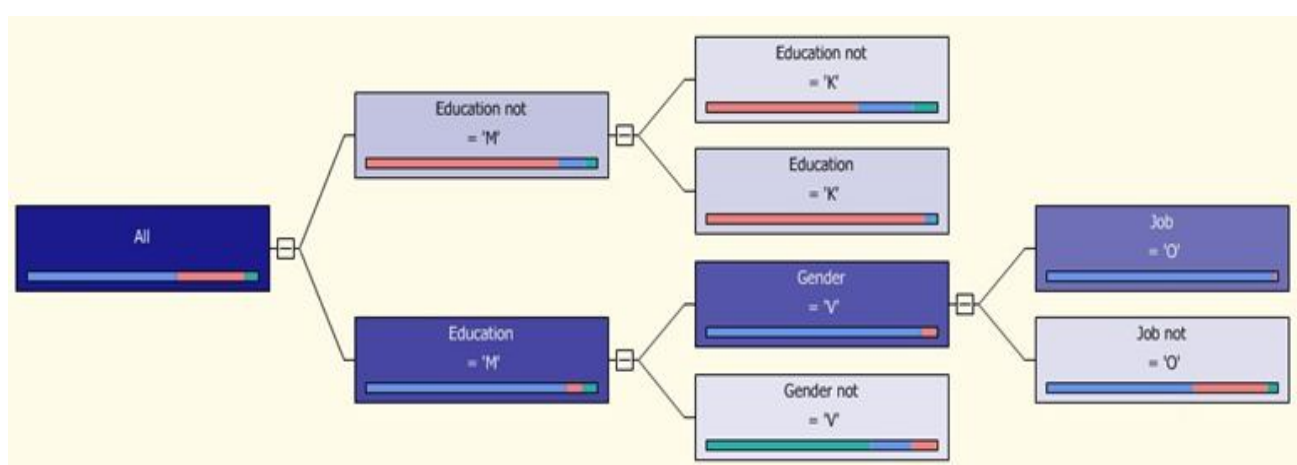 All
Education not
= 'M'
Education
= 'M'
Education not
= 'K'
Education
= 'K'
Gender
= 'V'
Gender not
= 'V'
Job
= 'O'
Job not
= 'O'